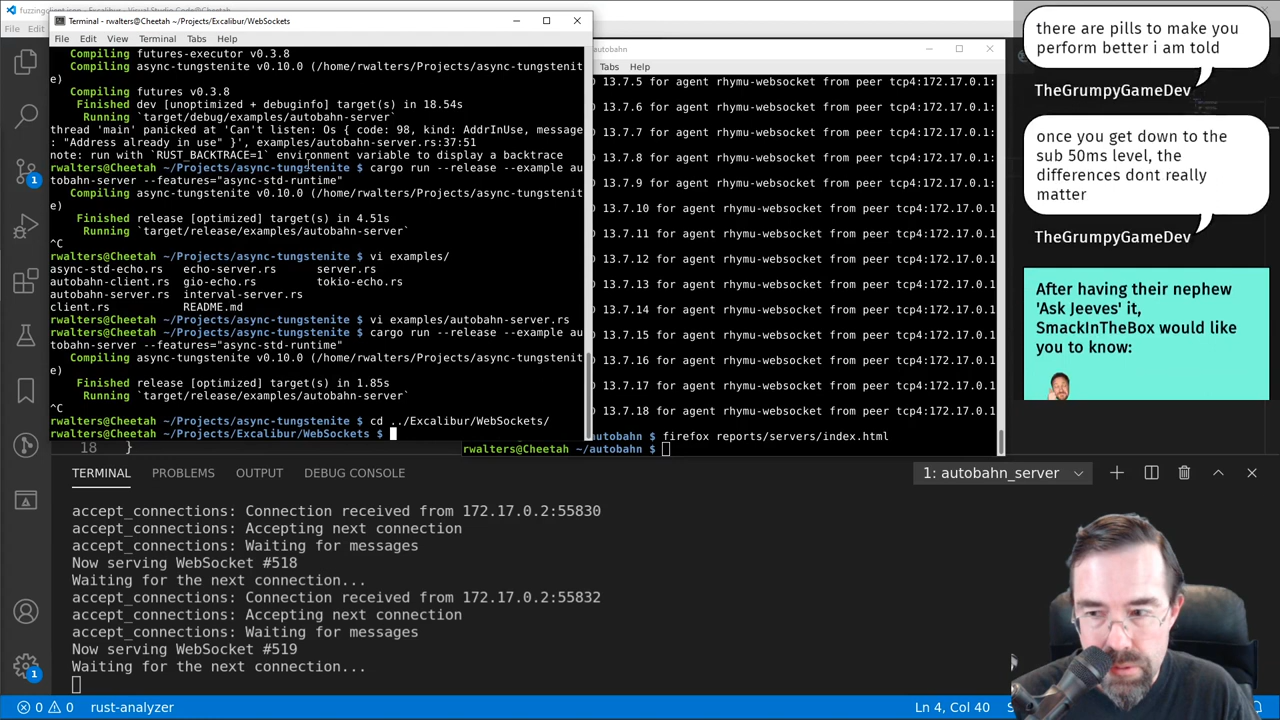 fuzzingclient.json - Excalibur - Visual Studio Code@Cheetah
Terminal - rwalters@Cheetah ~/Projects/Excalibur/WebSockets
File Edit View Terminal Tabs Help
Compiling futures-executor v0.3.8
Compiling async-tungstenite v0.10.0 (/home/rwalters/Projects/async-tungstenit
e)
Compiling futures v0.3.8
Finished dev [unoptimized + debuginfo] target(s) in 18.54s
Running `target/debug/examples/autobahn-server`
thread 'main' panicked at 'Can't listen: Os { code: 98, kind: AddrInUse, message
: "Address already in use" }', examples/autobahn-server.rs:37:51
note: run with `RUST_BACKTRACE=1` environment variable to display a backtrace
rwalters@Cheetah ~/Projects/async-tungstenite $ cargo run --release --example au
tobahn-server --features="async-std-runtime"
Compiling async-tungstenite v0.10.0 (/home/rwalters/Projects/async-tungstenit
e)
Finished release [optimized] target(s) in 4.51s
Running `target/release/examples/autobahn-server`
^C
rwalters@Cheetah ~/Projects/async-tungstenite $ vi examples/
async-std-echo.rs echo-server.rs server.rs
autobahn-client.rs gio-echo.rs tokio-echo.rs
autobahn-server.rs interval-server.rs
client.rs README.md
rwalters@Cheetah ~/Projects/async-tungstenite $ vi examples/autobahn-server.rs
rwalters@Cheetah ~/Projects/async-tungstenite $ cargo run --release --example au
tobahn-server --features="async-std-runtime"
Compiling async-tungstenite v0.10.0 (/home/rwalters/Projects/async-tungstenit
e)
Finished release [optimized] target(s) in 1.85s
Running `target/release/examples/autobahn-server`
^C
rwalters@Cheetah ~/Projects/async-tungstenite $ cd ../Excalibur/WebSockets/
rwalters@Cheetah ~/Projects/Excalibur/WebSockets $
autobahn
Tabs Help
13.7.5 for agent rhymu-websocket from peer tcp4:172.17.0.1:
13.7.6 for agent rhymu-websocket from peer tcp4:172.17.0.1:
13.7.7 for agent rhymu-websocket from peer tcp4:172.17.0.1:
13.7.8 for agent rhymu-websocket from peer tcp4:172.17.0.1:
13.7.9 for agent rhymu-websocket from peer tcp4:172.17.0.1:
13.7.10 for agent rhymu-websocket from peer tcp4:172.17.0.1
13.7.11 for agent rhymu-websocket from peer tcp4:172.17.0.1
13.7.12 for agent rhymu-websocket from peer tcp4:172.17.0.1
13.7.13 for agent rhymu-websocket from peer tcp4:172.17.0.1
13.7.14 for agent rhymu-websocket from peer tcp4:172.17.0.1
13.7.15 for agent rhymu-websocket from peer tcp4:172.17.0.1
13.7.16 for agent rhymu-websocket from peer tcp4:172.17.0.1
13.7.17 for agent rhymu-websocket from peer tcp4:172.17.0.1
13.7.18 for agent rhymu-websocket from peer tcp4:172.17.0.1
autobahn $ firefox reports/servers/index.html
rwalters@Cheetah ~/autobahn $
18 }
TERMINAL PROBLEMS OUTPUT DEBUG CONSOLE
1: autobahn_server
accept_connections: Connection received from 172.17.0.2:55830
accept_connections: Accepting next connection
accept_connections: Waiting for messages
Now serving WebSocket #518
Waiting for the next connection...
accept_connections: Connection received from 172.17.0.2:55832
accept_connections: Accepting next connection
accept_connections: Waiting for messages
Now serving WebSocket #519
Waiting for the next connection...
0 0 rust-analyzer
Ln 4, Col 40
1
1
there are pills to make you
perform better i am told
TheGrumpyGameDev
once you get down to the
sub 50ms level, the
differences dont really
matter
TheGrumpyGameDev
After having their nephew
'Ask Jeeves' it,
SmackInTheBox would like
you to know: